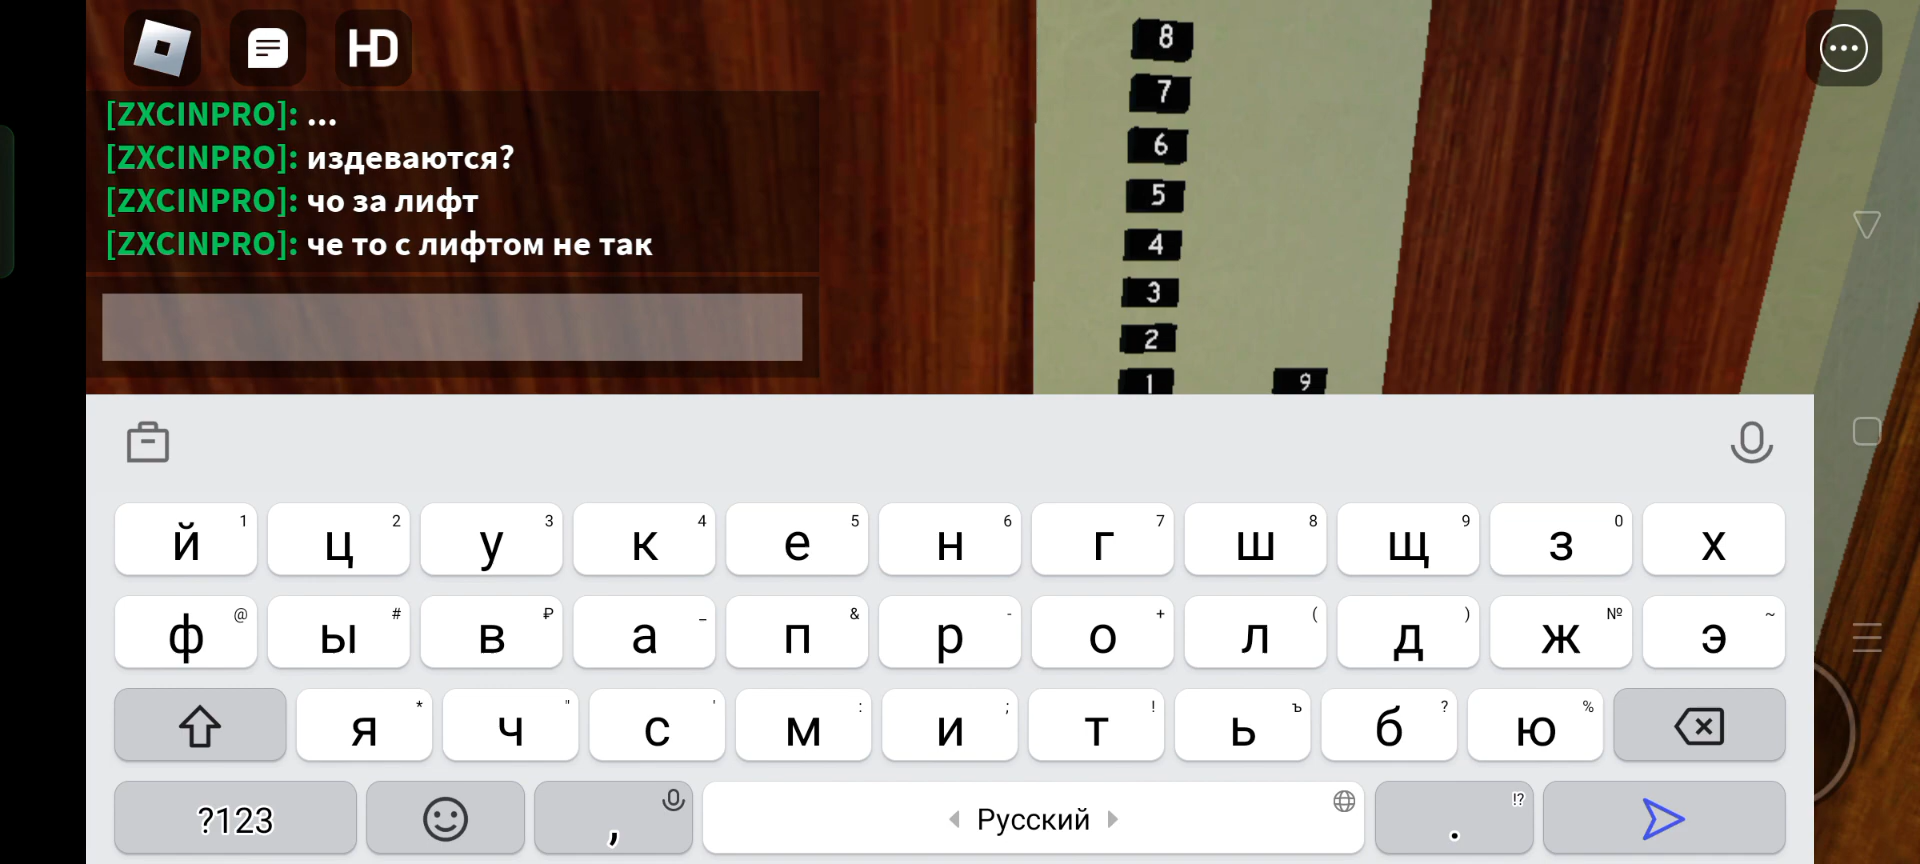 HD
[ZXCINPRO]: ...
[ZXCINPRO]: издеваются?
[ZXCINPRO]: чо за лифт
[ZXCINPRO]: че то с лифтом не так
8
7
6
5
4
3
2
1 9
й 1 ц 2 у 3 к 4 е 5 н 6 г 7 ш 8 щ 9 з 0 х
ф @ ы # в ₽ а _ п & р - о + л ( д ) ж № э ~
я * ч " с ' м : и ; т ! ь ъ б ? ю %
?123 , Русский . !?